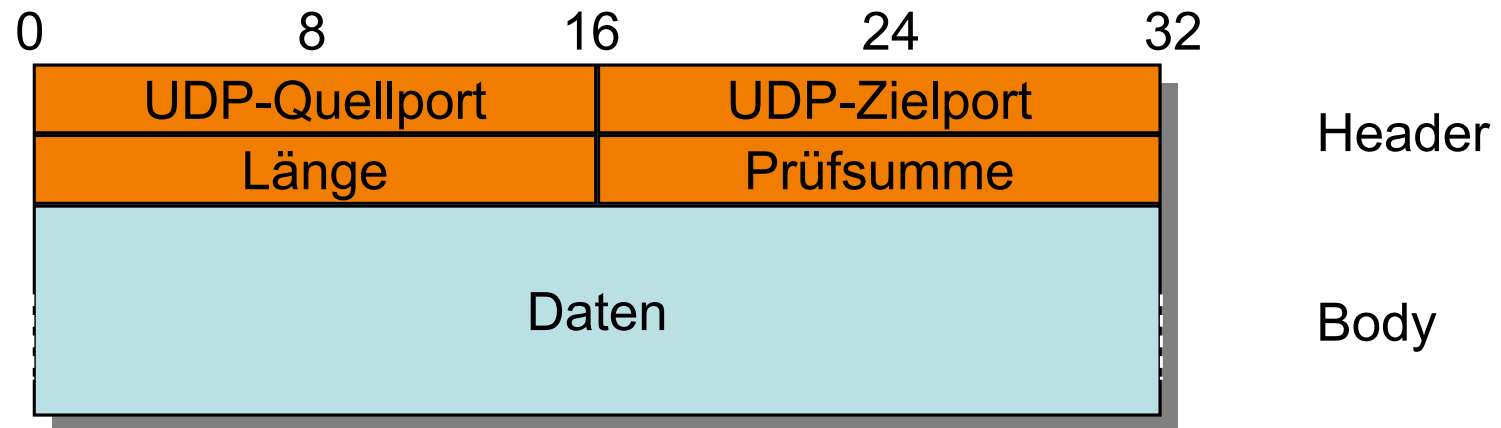 0 8 16 24 32
UDP-Quellport UDP-Zielport
Header
Länge Prüfsumme
Daten
Body